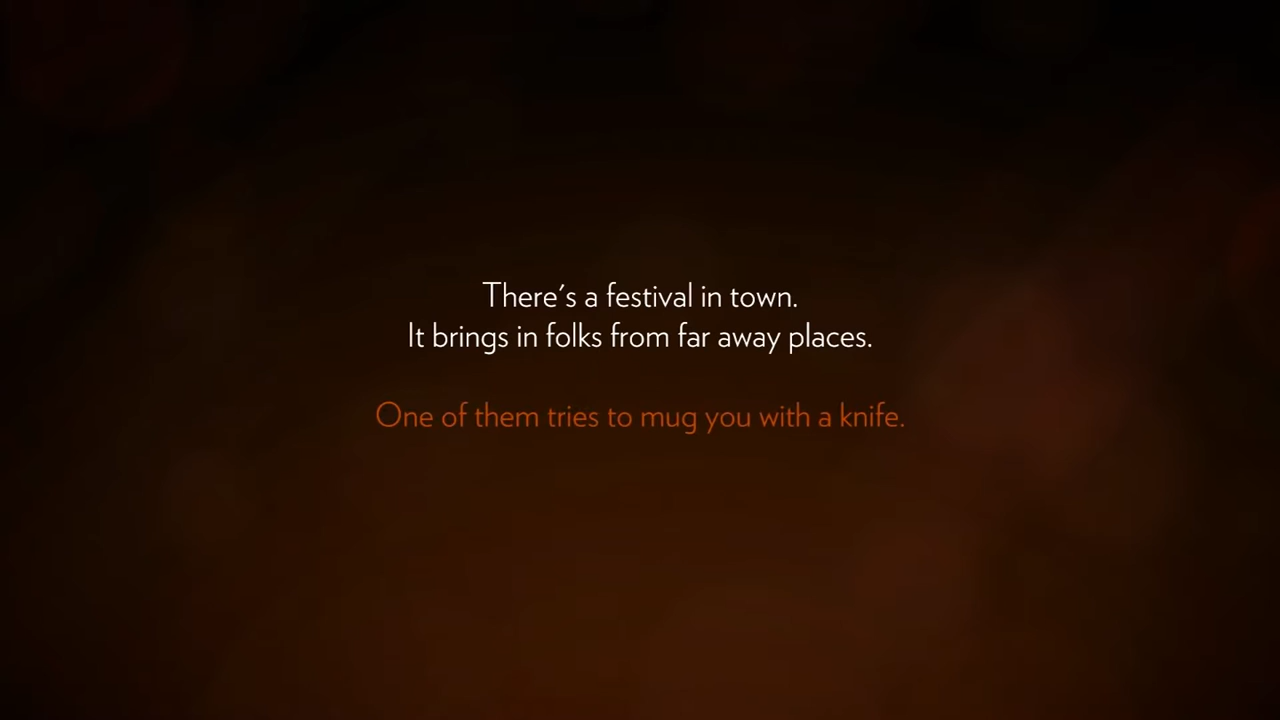 There's a festival in town.
It brings in folks from far away places.
One of them tries to mug you with a knife.